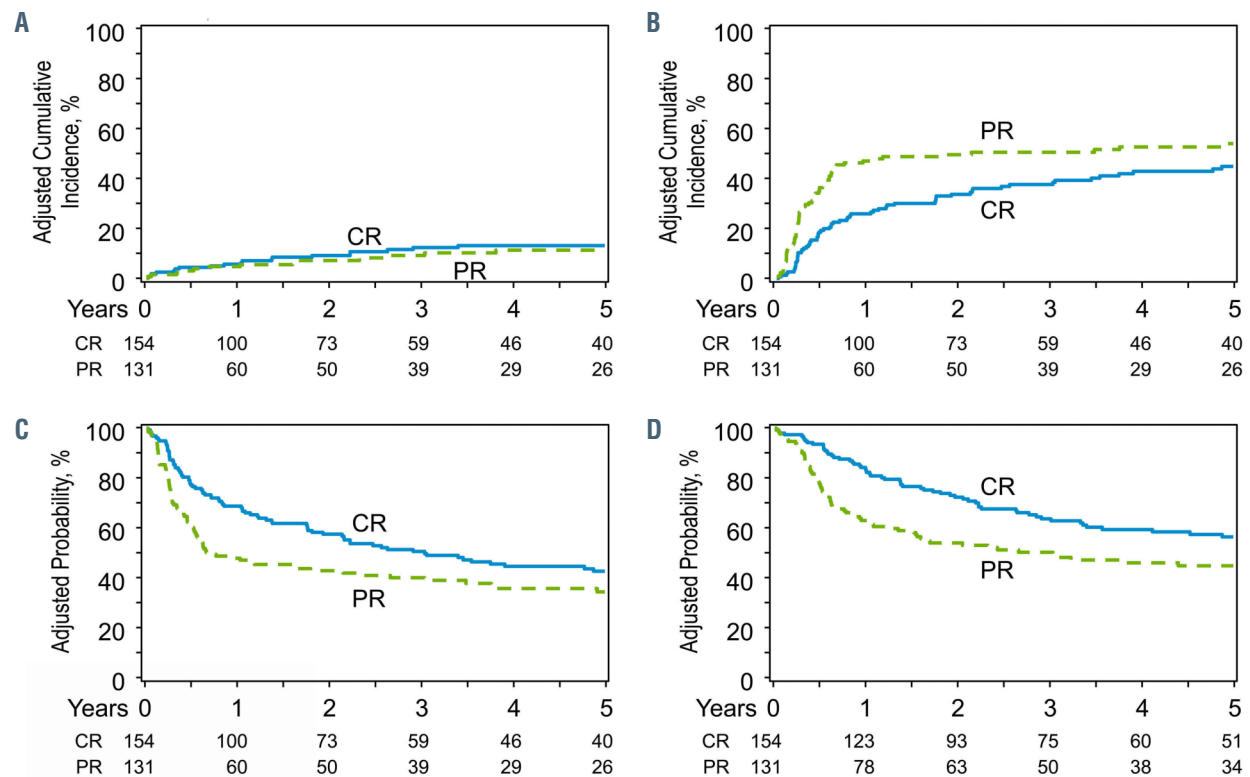 A
Adjusted Cumulative
Incidence, %
100
80
60
40
20
0
CR
PR
Years 0 1 2 3 4 5
CR 154 100 73 59 46 40
PR 131 60 50 39 29 26
B
Adjusted Cumulative
Incidence, %
100
80
60
40
20
0
PR
CR
Years 0 1 2 3 4 5
CR 154 100 73 59 46 40
PR 131 60 50 39 29 26
C
Adjusted Probability, %
100
80
60
40
20
0
CR
PR
Years 0 1 2 3 4 5
CR 154 100 73 59 46 40
PR 131 60 50 39 29 26
D
Adjusted Probability, %
100
80
60
40
20
0
CR
PR
Years 0 1 2 3 4 5
CR 154 123 93 75 60 51
PR 131 78 63 50 38 34